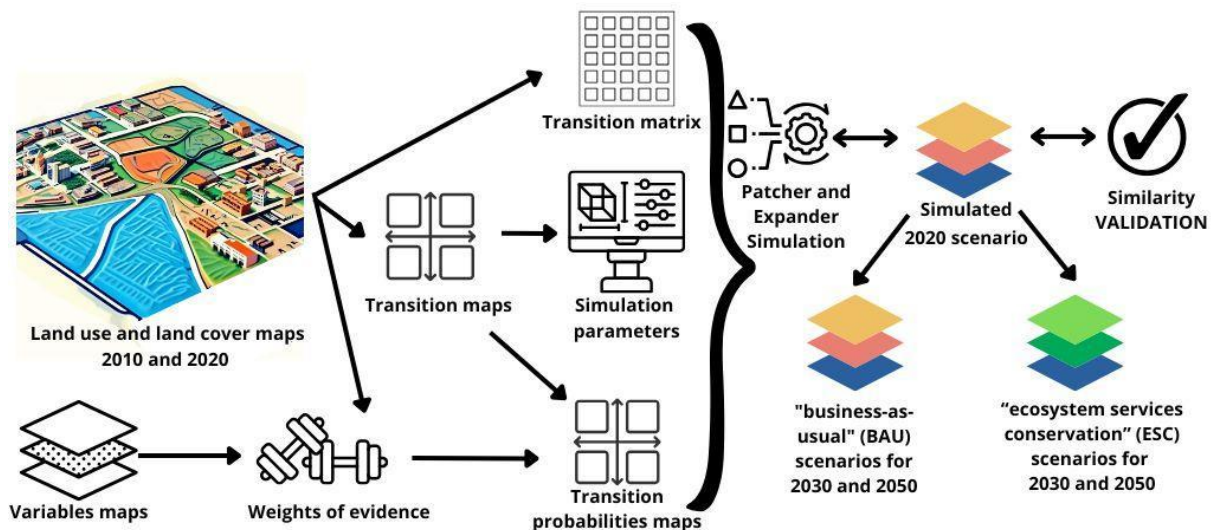 Land use and land cover maps
2010 and 2020
Variables maps
Weights of evidence
Transition maps
Transition matrix
Simulation
parameters
Transition
probabilities maps
Patcher and
Expander
Simulation
Simulated
2020 scenario
Similarity
VALIDATION
"business-as-
usual" (BAU)
scenarios for
2030 and 2050
“ecosystem services
conservation” (ESC)
scenarios for
2030 and 2050